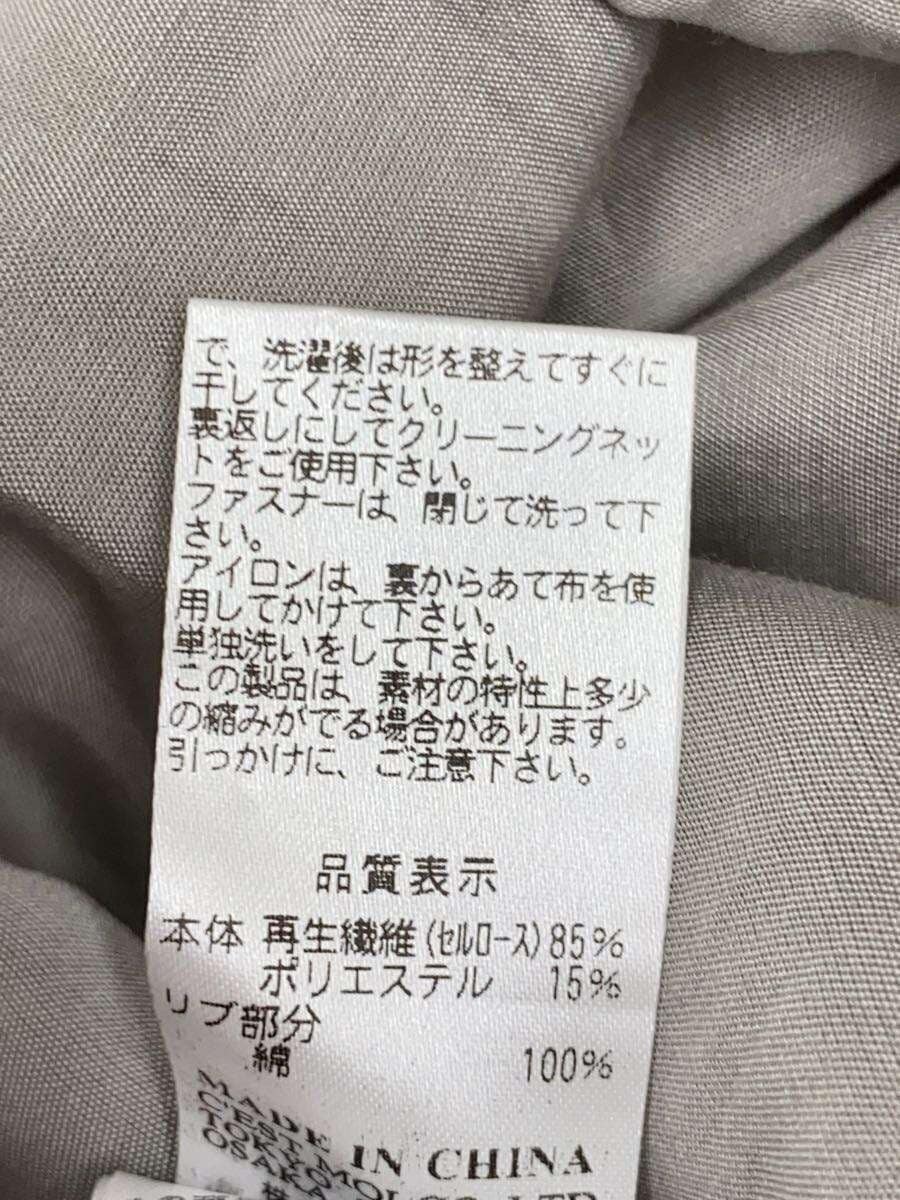 で、洗濯後は形を整えてすぐに
干してください。
裏返しにしてクリーニングネッ
トをご使用下さい。
ファスナーは、閉じて洗って下
さい。
アイロンは、裏からあて布を使
用してかけて下さい。
単独洗いをして下さい。
この製品は、素材の特性上多少
の縮みがでる場合があります。
引っかけに、ご注意下さい。
品質表示
本体 再生繊維(セルロース)85%
ポリエステル 15%
リブ部分
綿 100%
MADE IN CHINA
TOKYO
OSAKA